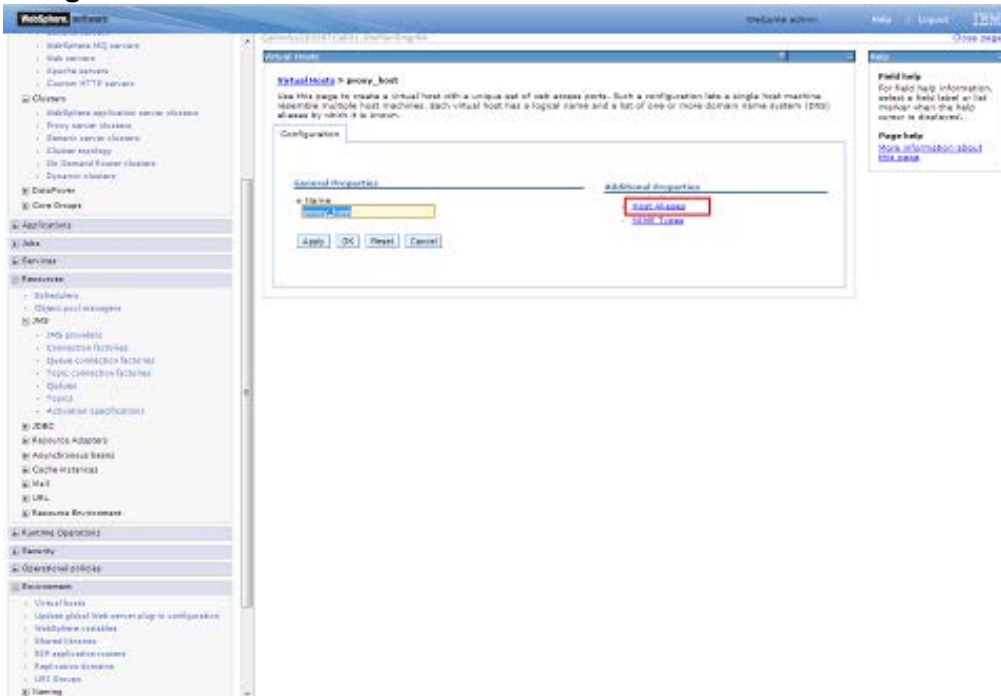 WebSphere. software
Welcome admin
Help | Logout
IBM
Close page
WebSphere MQ servers
Web servers
Apache servers
Custom HTTP servers
Clusters
WebSphere application server clusters
Proxy server clusters
Generic server clusters
Cluster topology
On Demand Router clusters
Dynamic clusters
DataPower
Core Groups
Applications
Jobs
Services
Resources
Schedulers
Object pool managers
JMS
JMS providers
Connection factories
Queue connection factories
Topic connection factories
Queues
Topics
Activation specifications
JDBC
Resource Adapters
Asynchronous beans
Cache instances
Mail
URL
Resource Environment
Runtime Operations
Security
Operational policies
Environment
Virtual hosts
Update global Web server plug-in configuration
WebSphere variables
Shared libraries
SIP application routers
Replication domains
URI Groups
Naming
Virtual Hosts
Virtual Hosts > proxy_host
Use this page to create a virtual host with a unique set of web access ports. Such a configuration lets a single host machine
resemble multiple host machines. Each virtual host has a logical name and a list of one or more domain name system (DNS)
aliases by which it is known.
Configuration
General Properties
* Name
proxy_host
Apply OK Reset Cancel
Additional Properties
Host Aliases
MIME Types
Help
Field help
For field help information,
select a field label or list
marker when the help
cursor is displayed.
Page help
More information about
this page